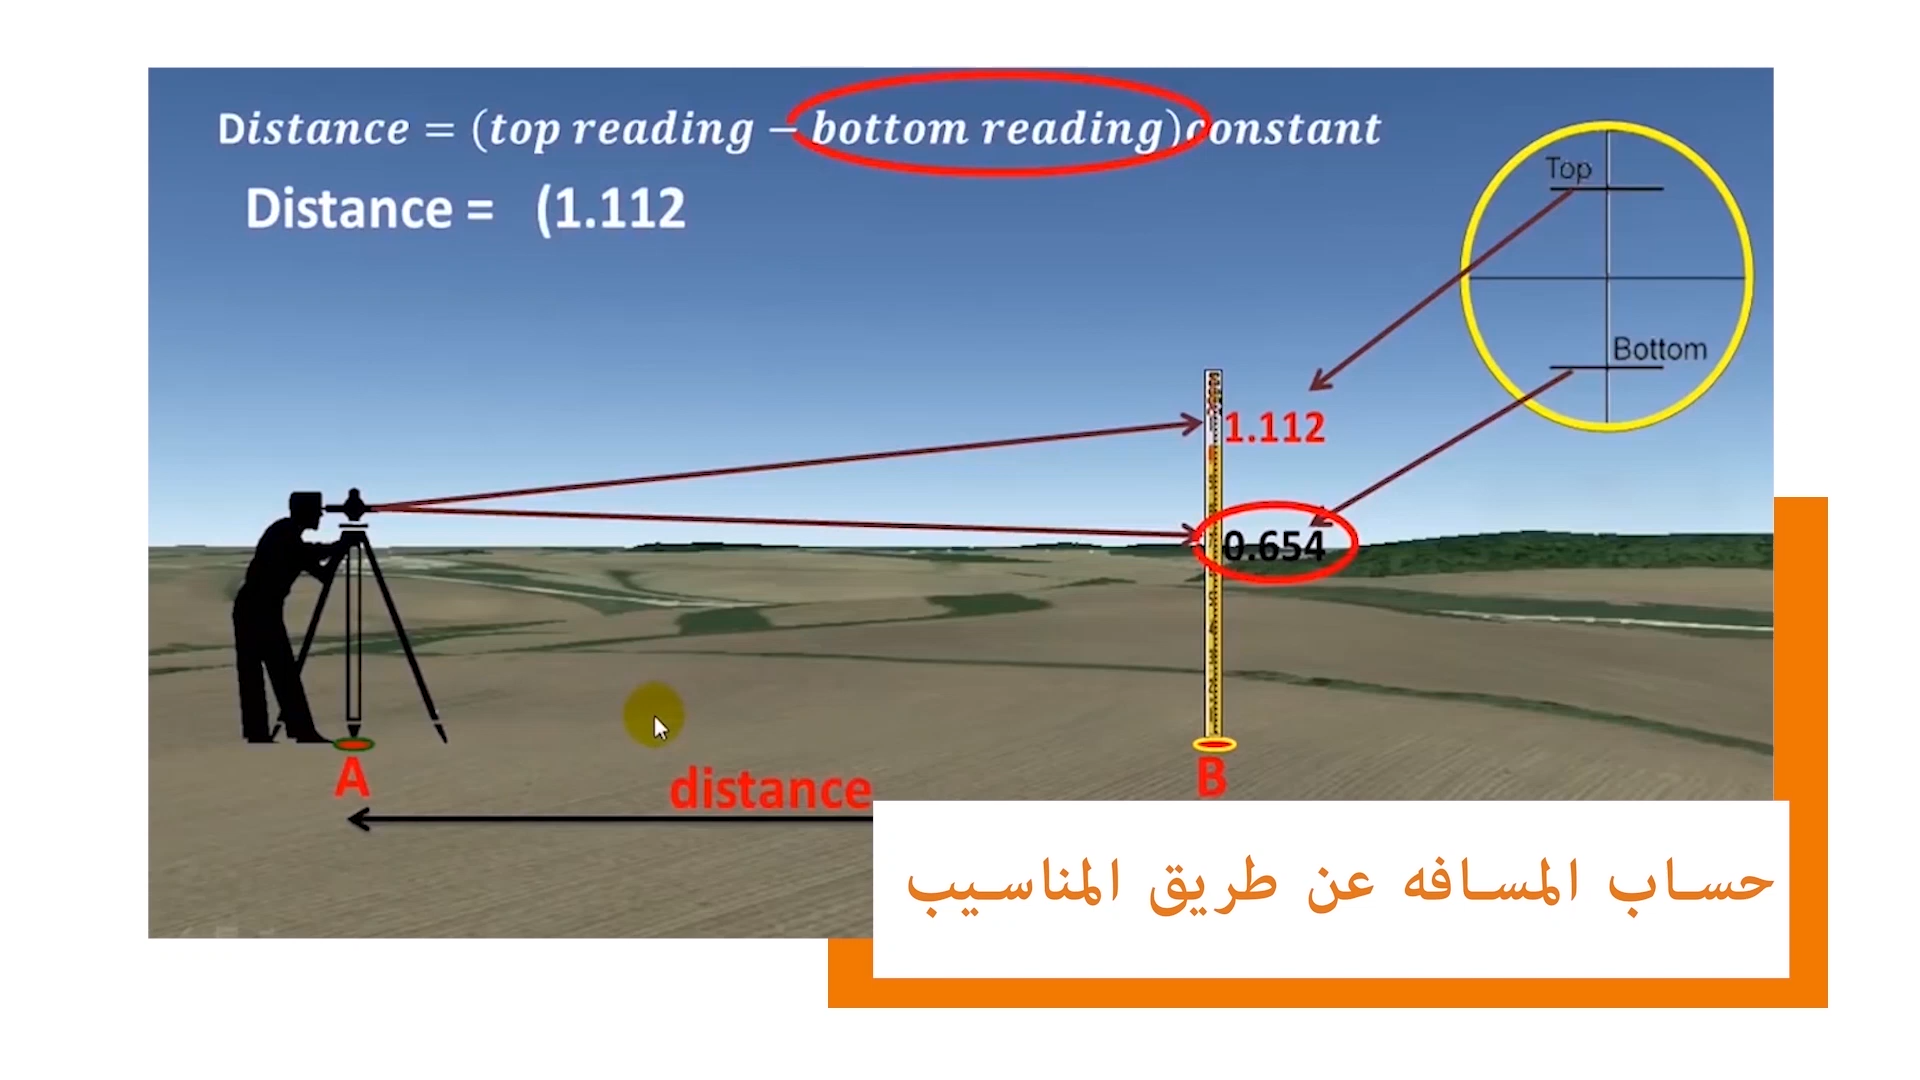 Distance = (top reading − bottom reading)constant
Distance = (1.112
Top
Bottom
1.112
0.654
A
B
distance
حساب المسافه عن طريق المناسيب